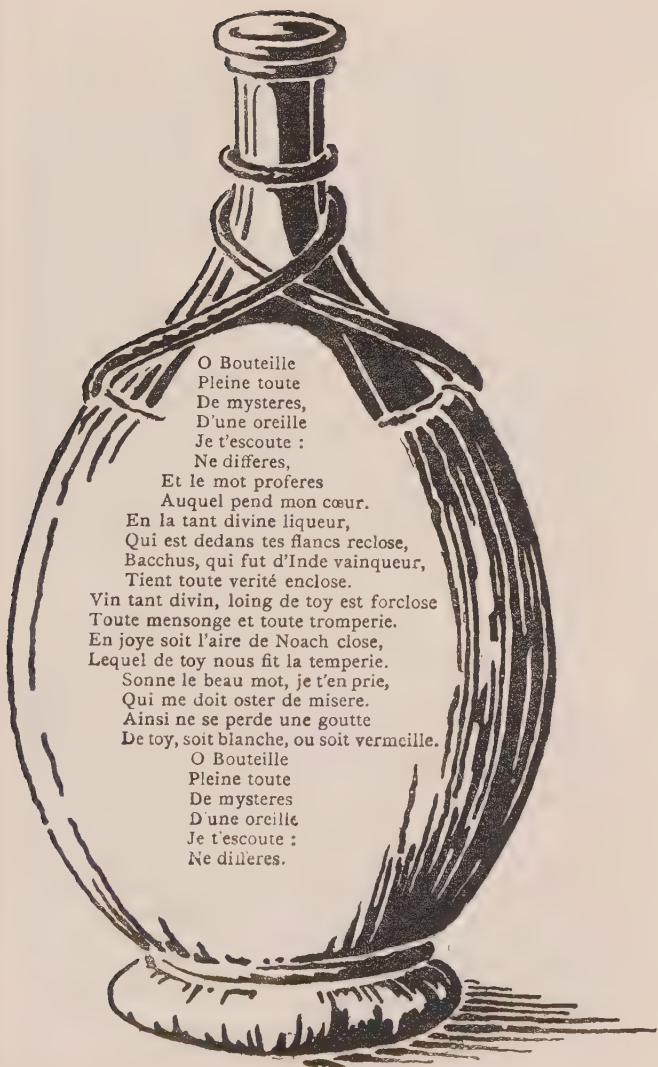 O Bouteille
Pleine toute
De mysteres,
D'une oreille
Je t'escoute :
Ne differes,
Et le mot proferes
Auquel pend mon cœur.
En la tant divine liqueur,
Qui est dedans tes flancs reclose,
Bacchus, qui fut d'Inde vainqueur,
Tient toute verité enclose.
Vin tant divin, loing de toy est forclose
Toute mensonge et toute tromperie.
En joye soit l'aire de Noach close,
Lequel de toy nous fit la temperie.
Sonne le beau mot, je t'en prie,
Qui me doit oster de misere.
Ainsi ne se perde une goutte
De toy, soit blanche, ou soit vermeille.
O Bouteille
Pleine toute
De mysteres
D'une oreille
Je t'escoute :
Ne differes.